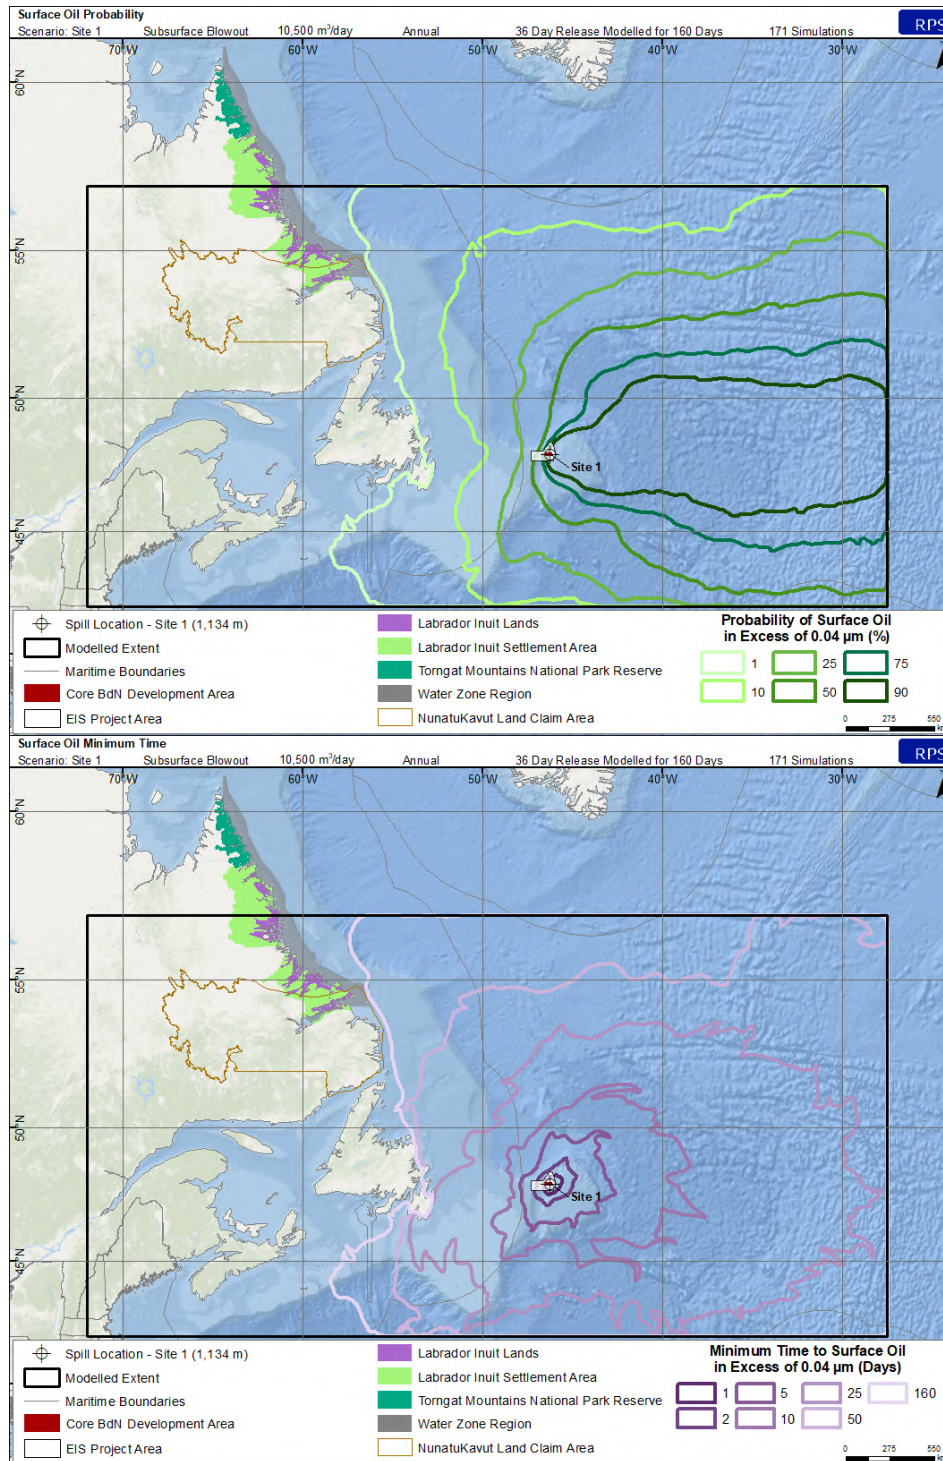 Surface Oil Probability
Scenario: Site 1 Subsurface Blowout 10,500 m³/day Annual 36 Day Release Modelled for 160 Days 171 Simulations
RPS
70°W 60°W 50°W 40°W 30°W
60°N
55°N
50°N
45°N
Site 1
Spill Location - Site 1 (1,134 m)
Modelled Extent
Maritime Boundaries
Core BdN Development Area
EIS Project Area
Labrador Inuit Lands
Labrador Inuit Settlement Area
Torngat Mountains National Park Reserve
Water Zone Region
NunatuKavut Land Claim Area
Probability of Surface Oil
in Excess of 0.04 µm (%)
1 25 75
10 50 90
0 275 550
Surface Oil Minimum Time
Scenario: Site 1 Subsurface Blowout 10,500 m³/day Annual 36 Day Release Modelled for 160 Days 171 Simulations
RPS
70°W 60°W 50°W 40°W 30°W
60°N
55°N
50°N
45°N
Site 1
Spill Location - Site 1 (1,134 m)
Modelled Extent
Maritime Boundaries
Core BdN Development Area
EIS Project Area
Labrador Inuit Lands
Labrador Inuit Settlement Area
Torngat Mountains National Park Reserve
Water Zone Region
NunatuKavut Land Claim Area
Minimum Time to Surface Oil
in Excess of 0.04 µm (Days)
1 5 25 160
2 10 50
0 275 550